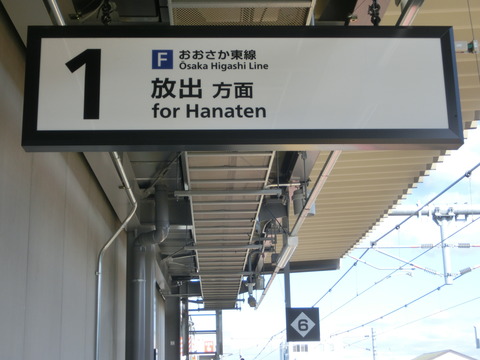 1
F おおさか東線
Ōsaka Higashi Line
放出 方面
for Hanaten
6